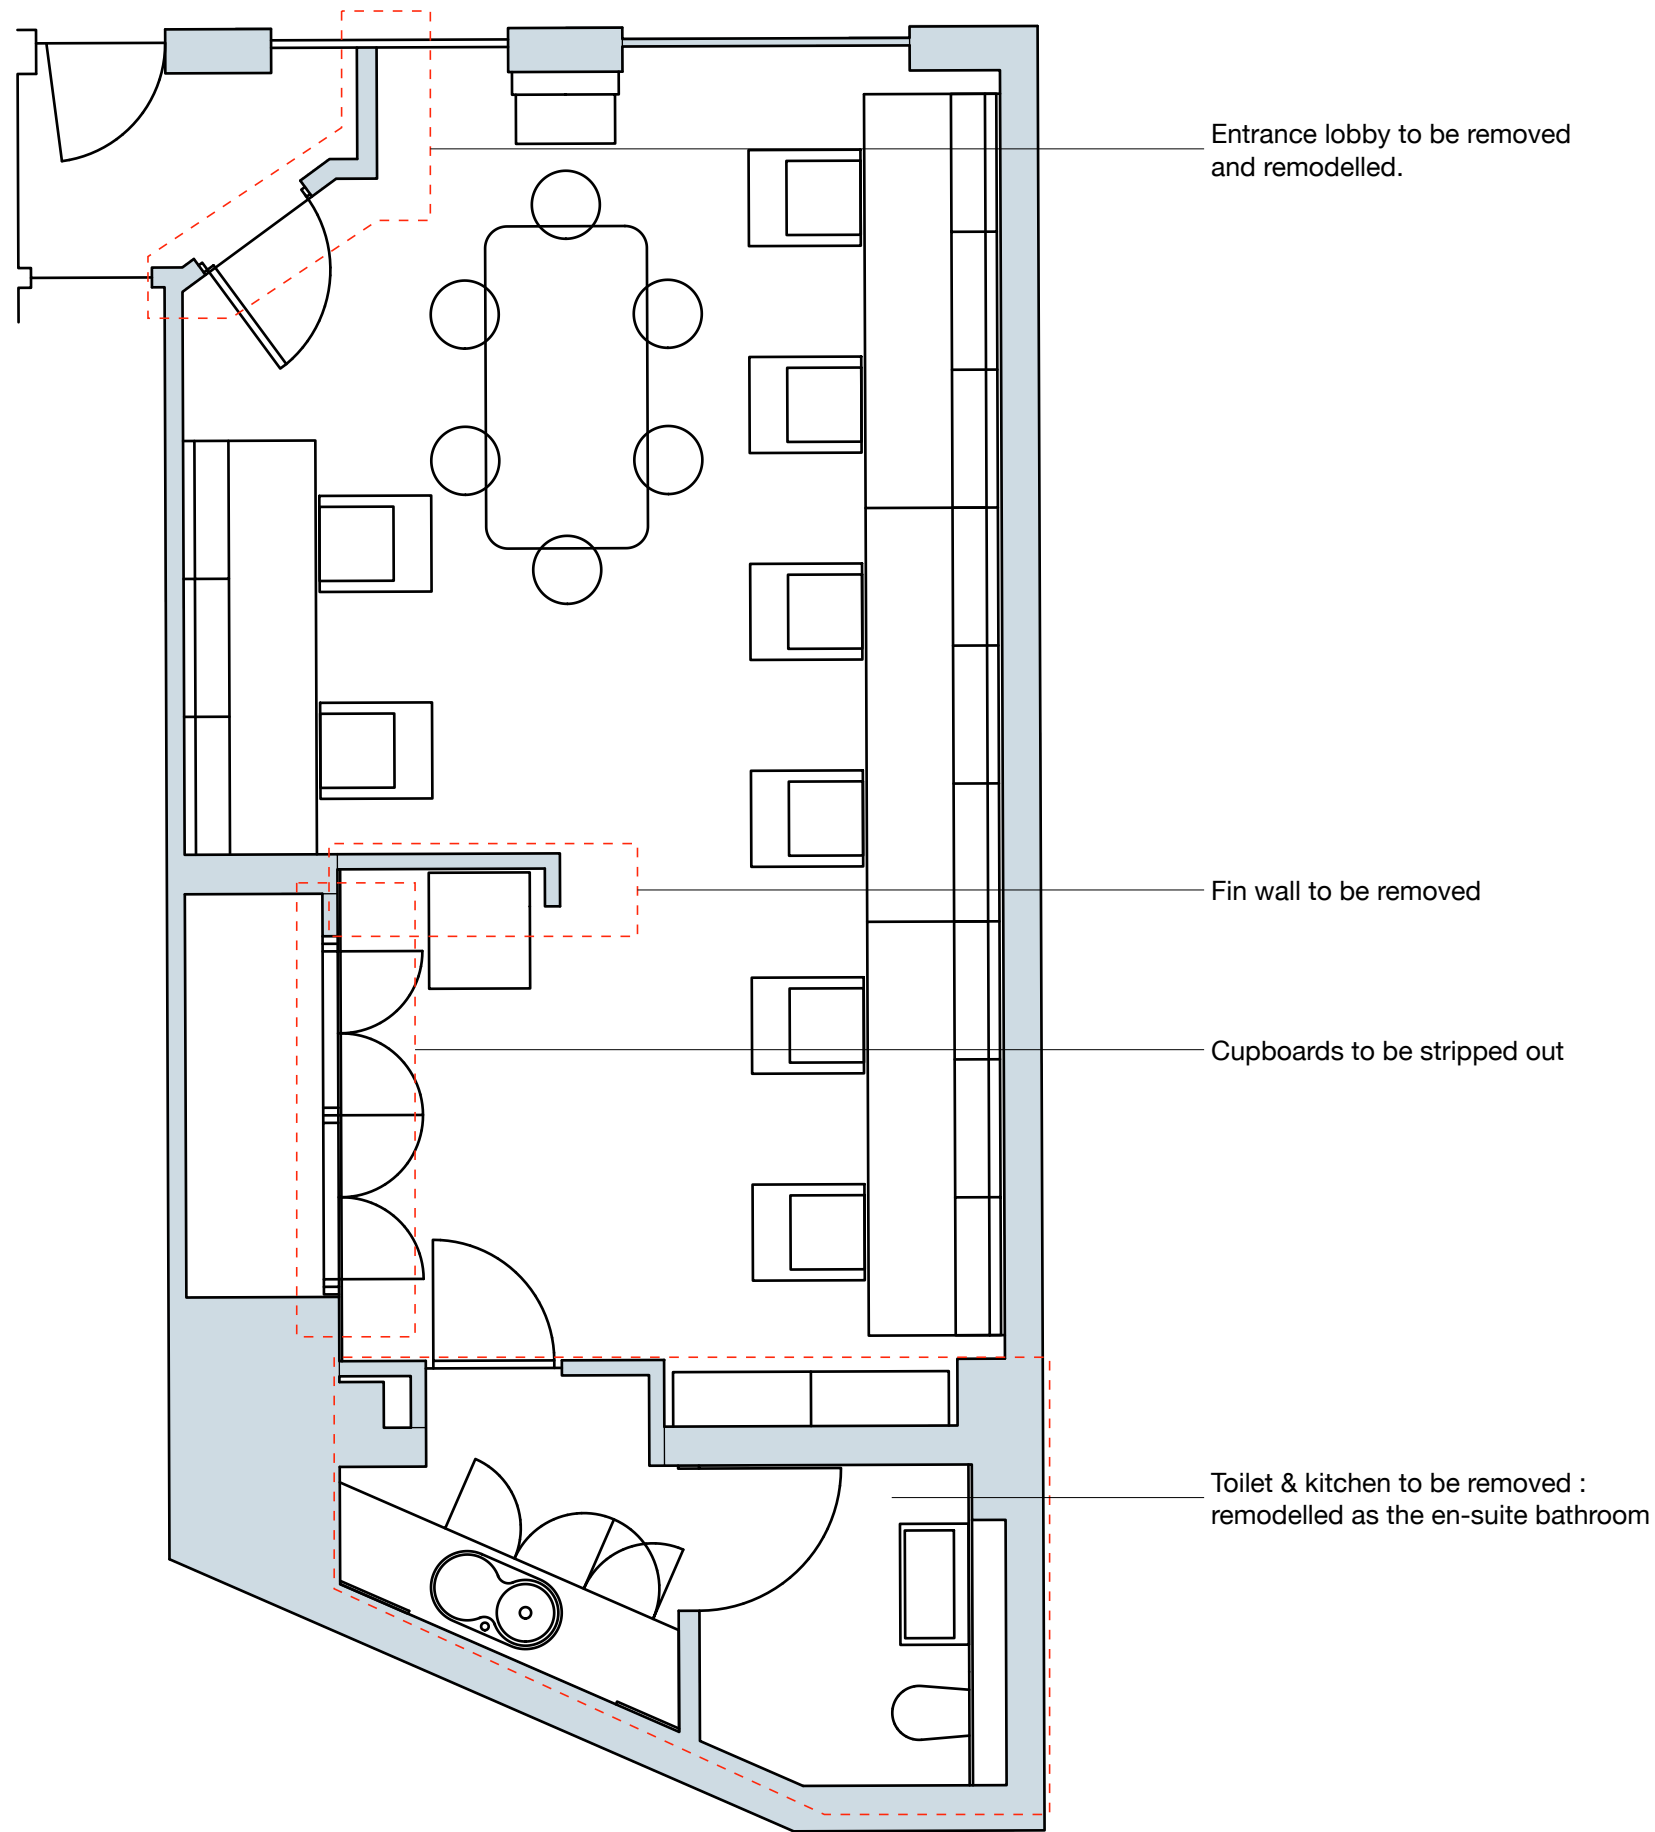 Entrance lobby to be removed
and remodelled.
Fin wall to be removed
Cupboards to be stripped out
Toilet & kitchen to be removed :
remodelled as the en-suite bathroom